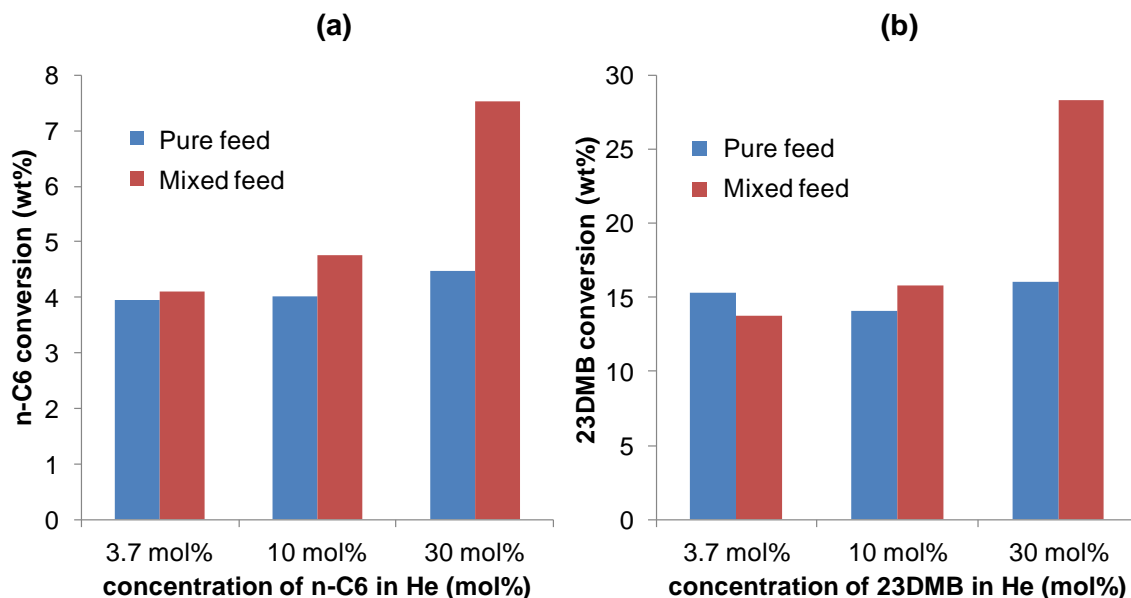 (a)
n-C6 conversion (wt%)
8
7
6
5
4
3
2
1
0
Pure feed
Mixed feed
3.7 mol%
10 mol%
30 mol%
concentration of n-C6 in He (mol%)
(b)
23DMB conversion (wt%)
30
25
20
15
10
5
0
Pure feed
Mixed feed
3.7 mol%
10 mol%
30 mol%
concentration of 23DMB in He (mol%)